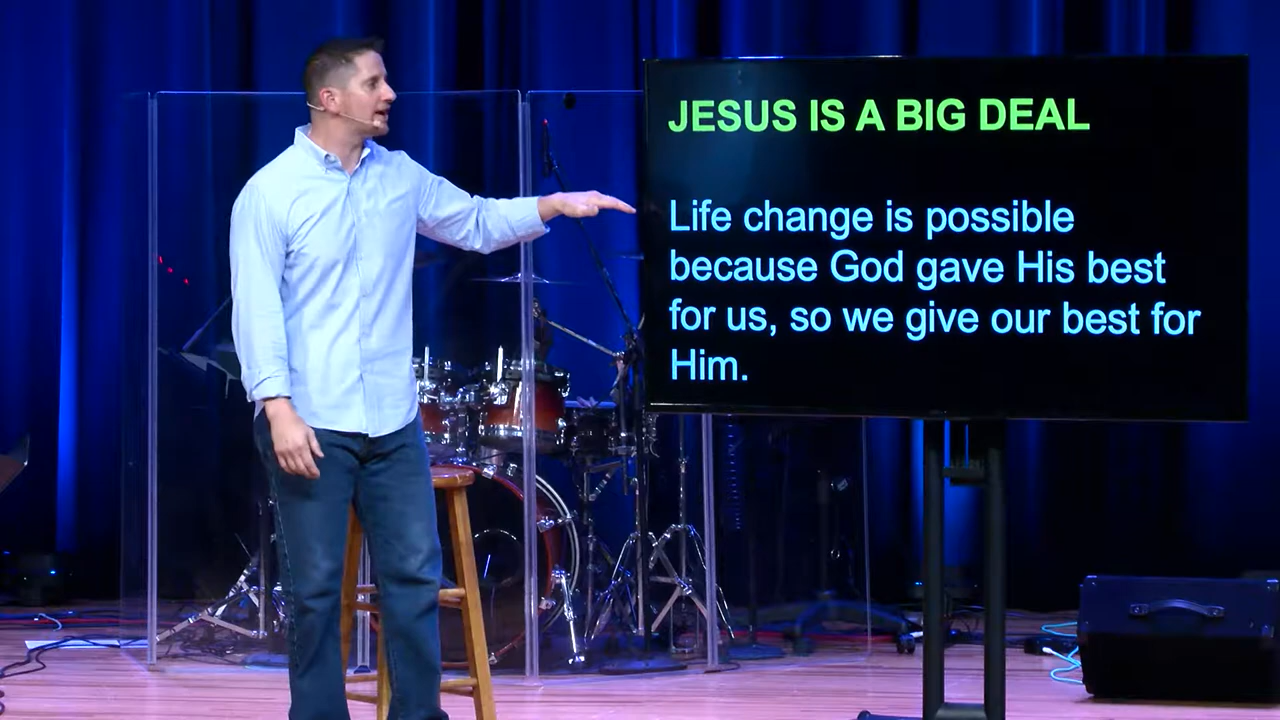 JESUS IS A BIG DEAL
Life change is possible
because God gave His best
for us, so we give our best for
Him.